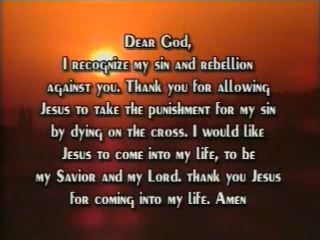 Dear God,
I recognize my sin and rebellion
against you. Thank you for allowing
Jesus to take the punishment for my sin
by dying on the cross. I would like
Jesus to come into my life, to be
my Savior and my Lord. thank you Jesus
for coming into my life. Amen